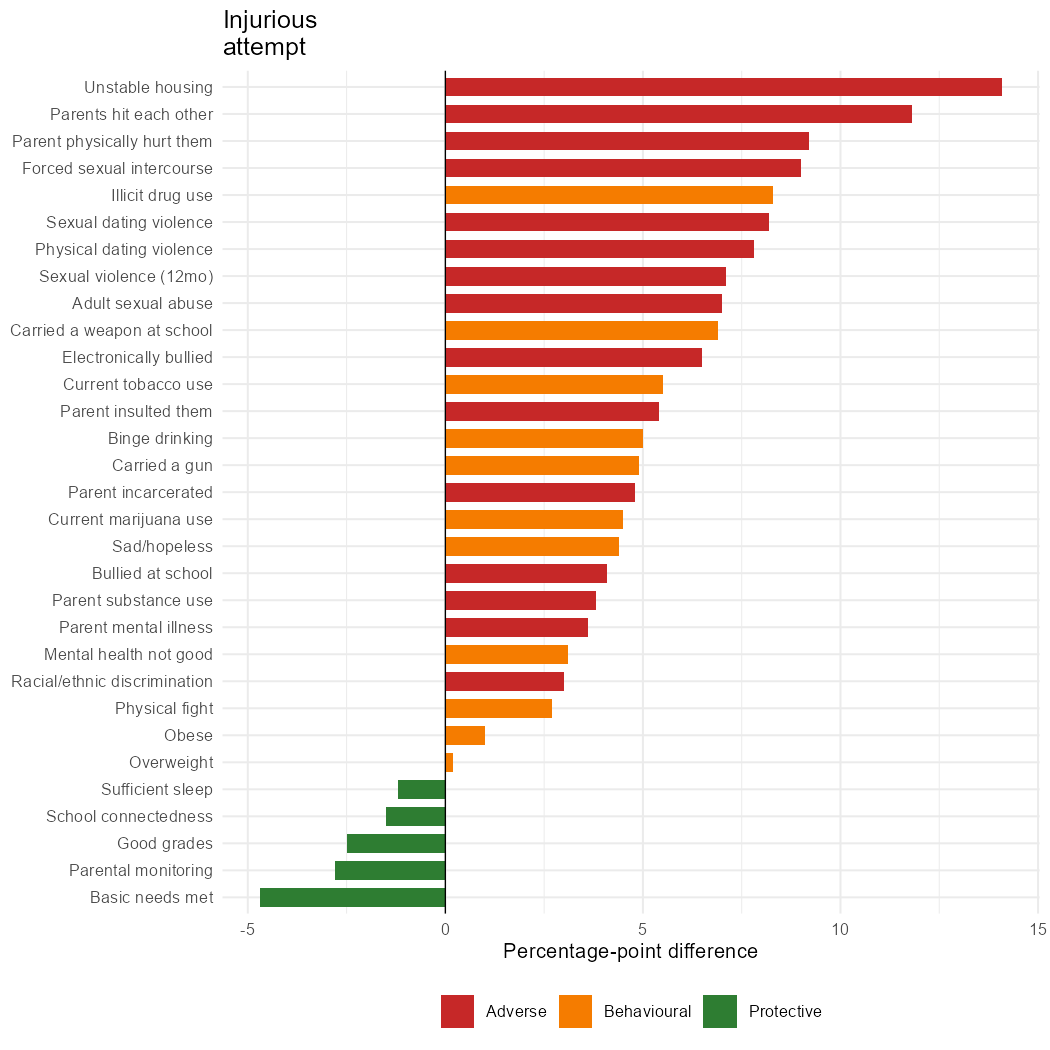 Injurious
attempt
Unstable housing
Parents hit each other
Parent physically hurt them
Forced sexual intercourse
Illicit drug use
Sexual dating violence
Physical dating violence
Sexual violence (12mo)
Adult sexual abuse
Carried a weapon at school
Electronically bullied
Current tobacco use
Parent insulted them
Binge drinking
Carried a gun
Parent incarcerated
Current marijuana use
Sad/hopeless
Bullied at school
Parent substance use
Parent mental illness
Mental health not good
Racial/ethnic discrimination
Physical fight
Obese
Overweight
Sufficient sleep
School connectedness
Good grades
Parental monitoring
Basic needs met
-5 0 5 10 15
Percentage-point difference
Adverse Behavioural Protective